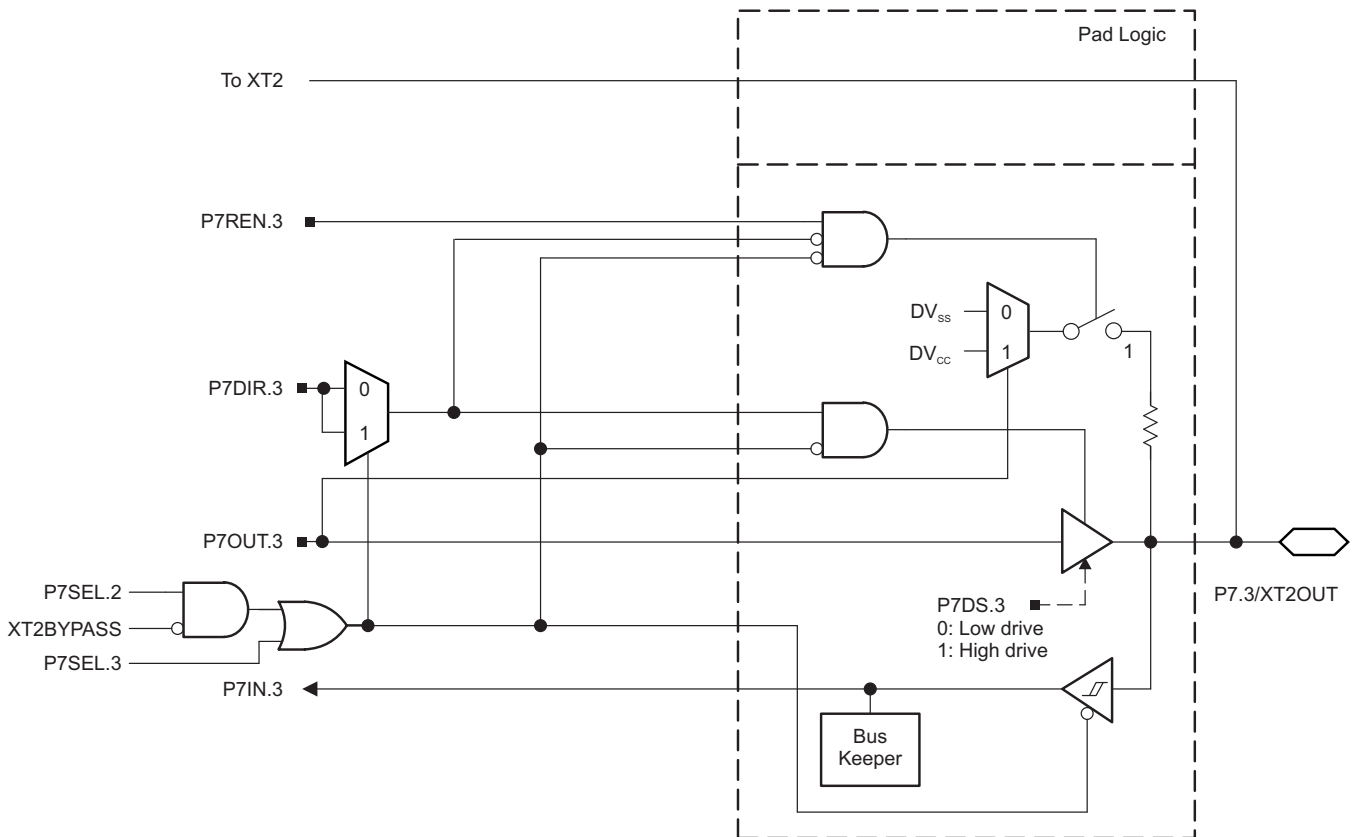 Pad Logic
To XT2
P7REN.3
DVSS
0
DVCC
1
1
P7DIR.3
0
1
P7OUT.3
P7SEL.2
XT2BYPASS
P7SEL.3
P7DS.3
0: Low drive
1: High drive
P7.3/XT2OUT
P7IN.3
Bus
Keeper